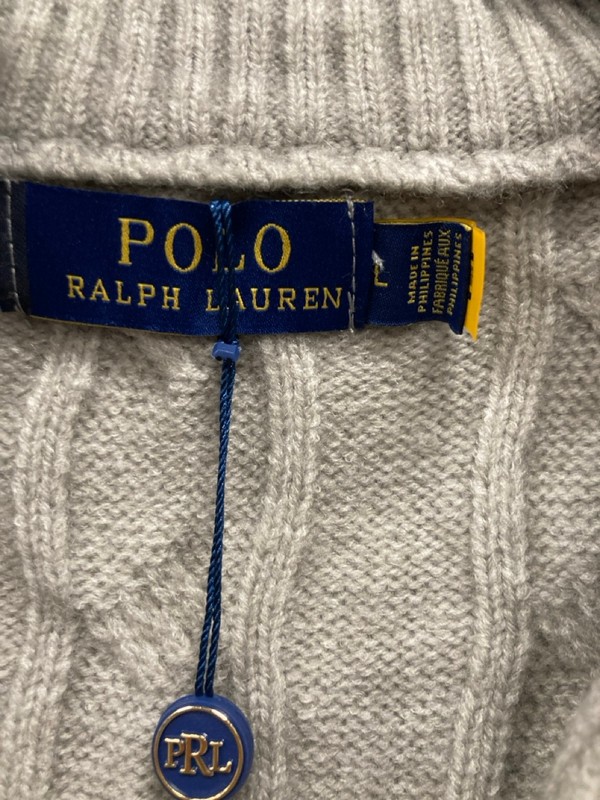 POLO
RALPH LAUREN
L
MADE IN
PHILIPPINES
FABRIQUÉ AUX
PHILIPPINES
PRL